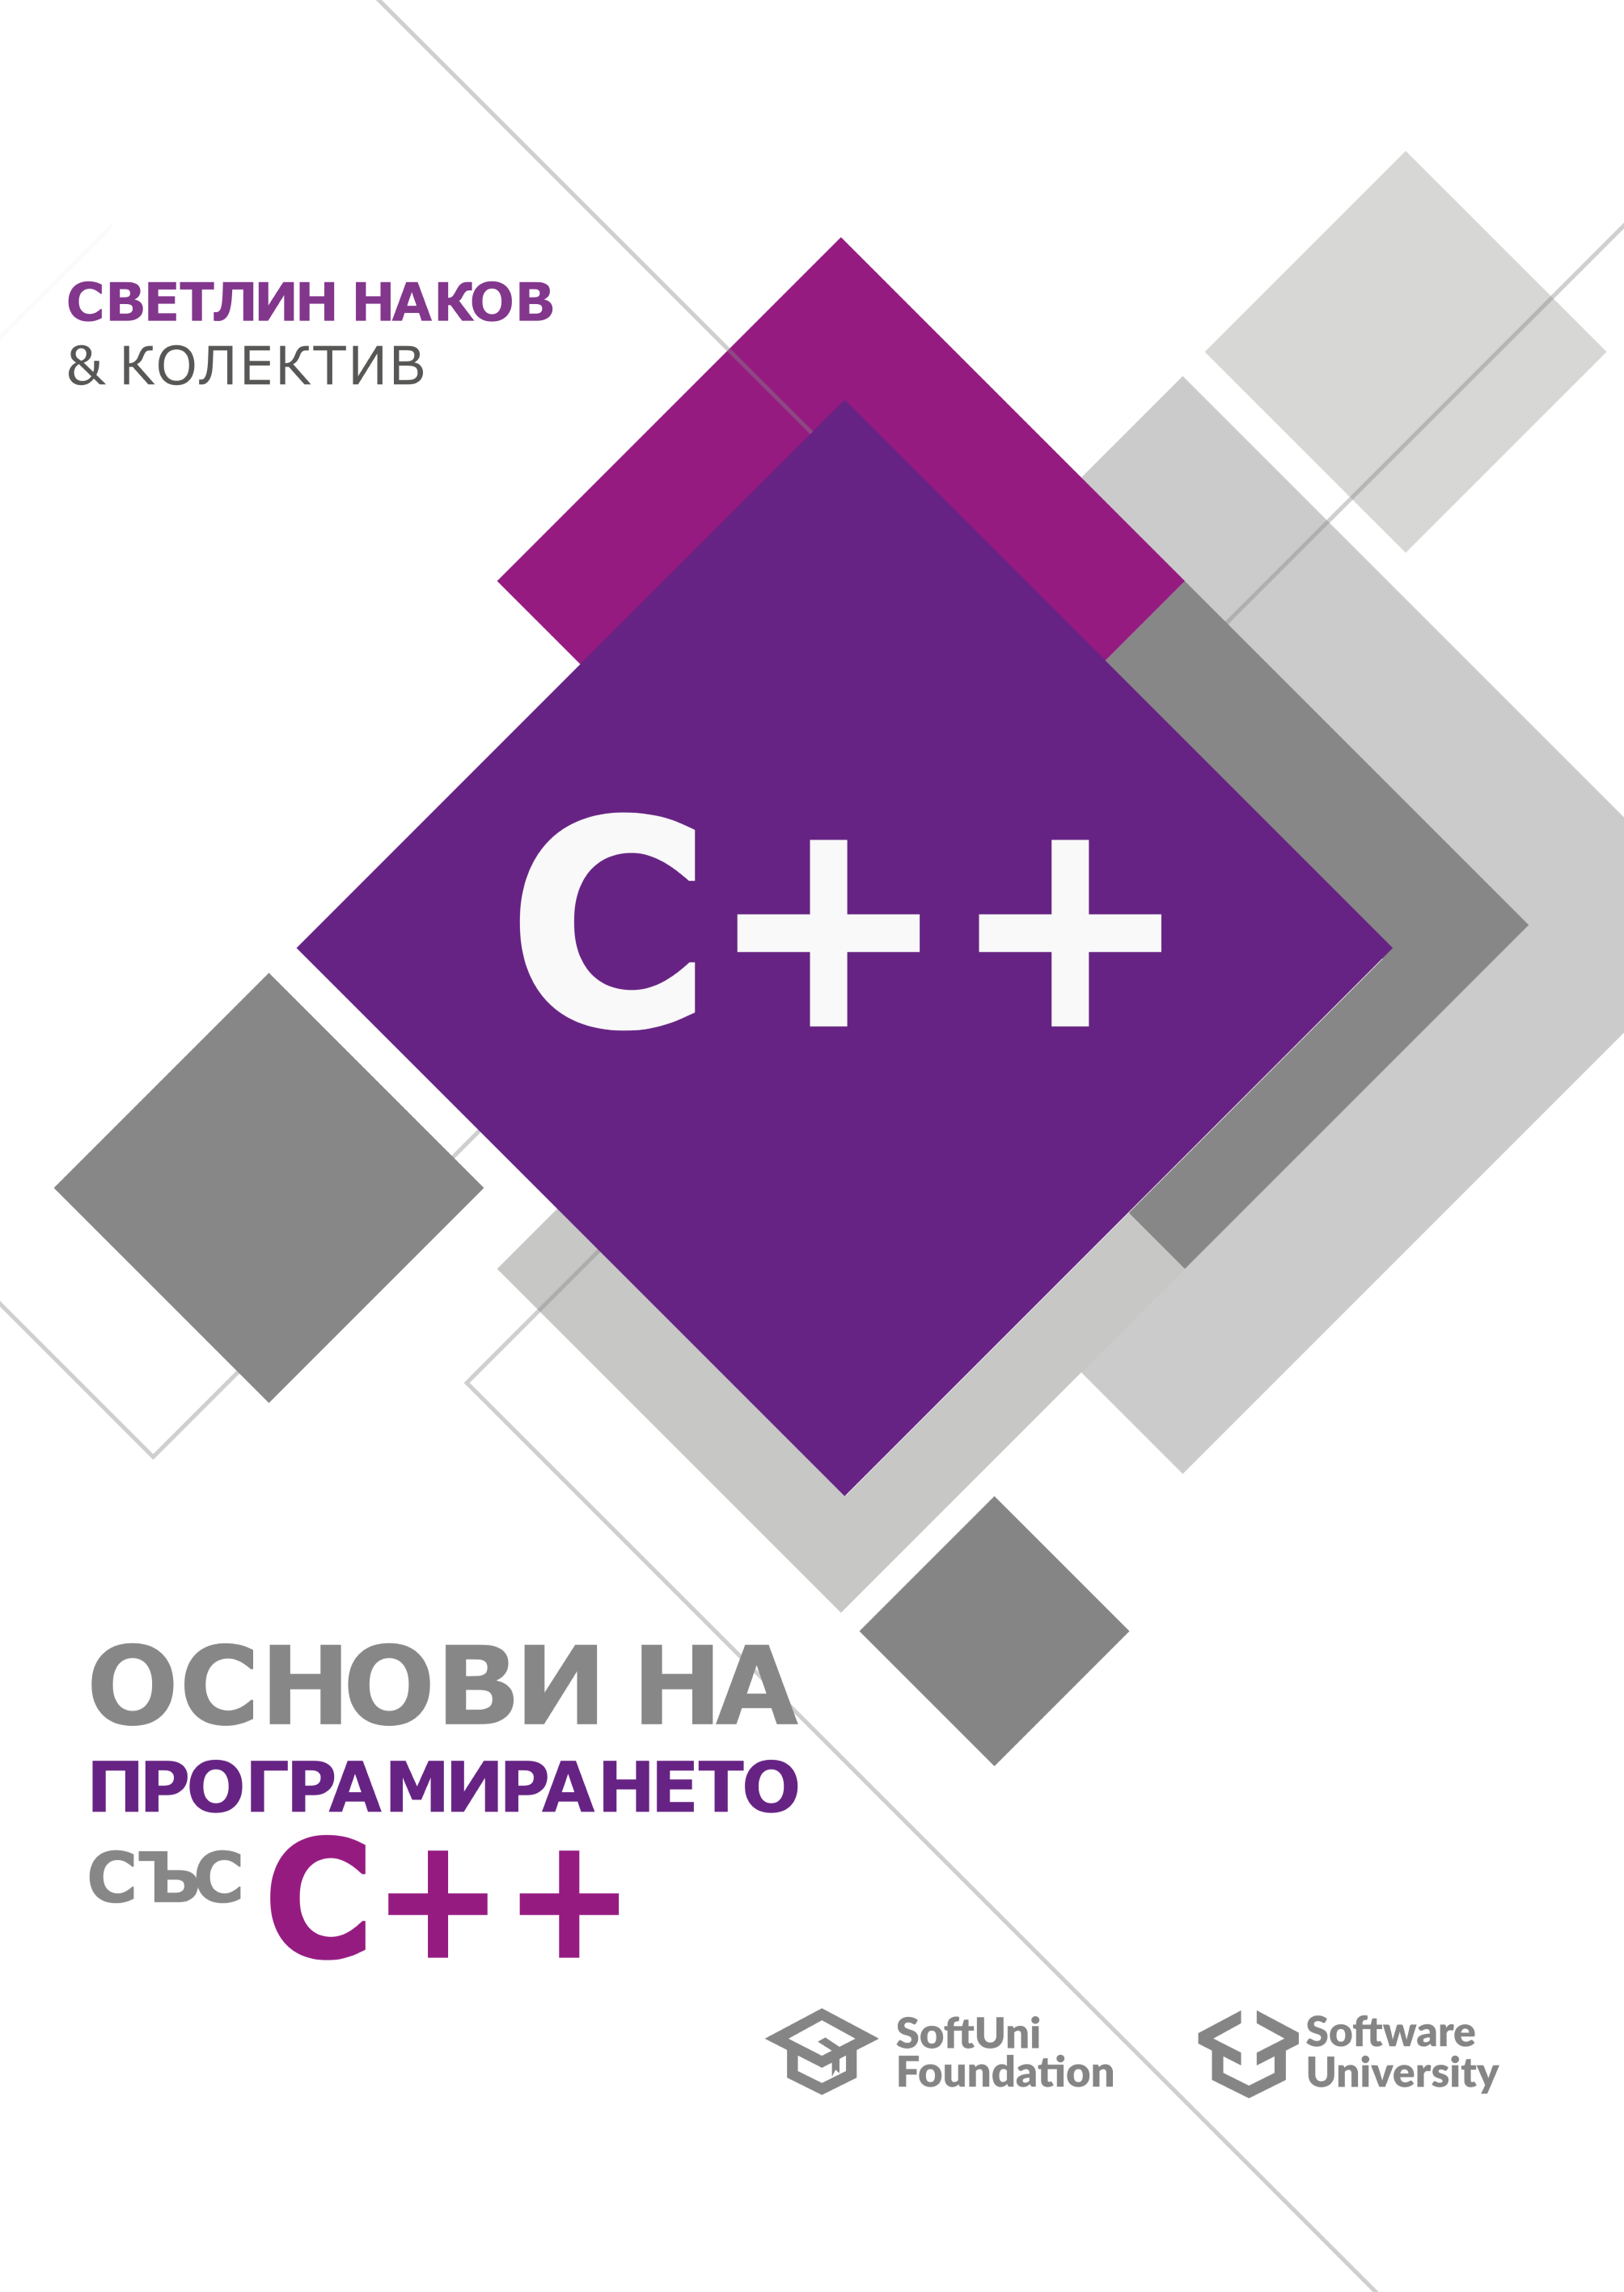 СВЕТЛИН НАКОВ
& КОЛЕКТИВ
C++
ОСНОВИ НА
ПРОГРАМИРАНЕТО
СЪС C++
SoftUni
Foundation
Software
University